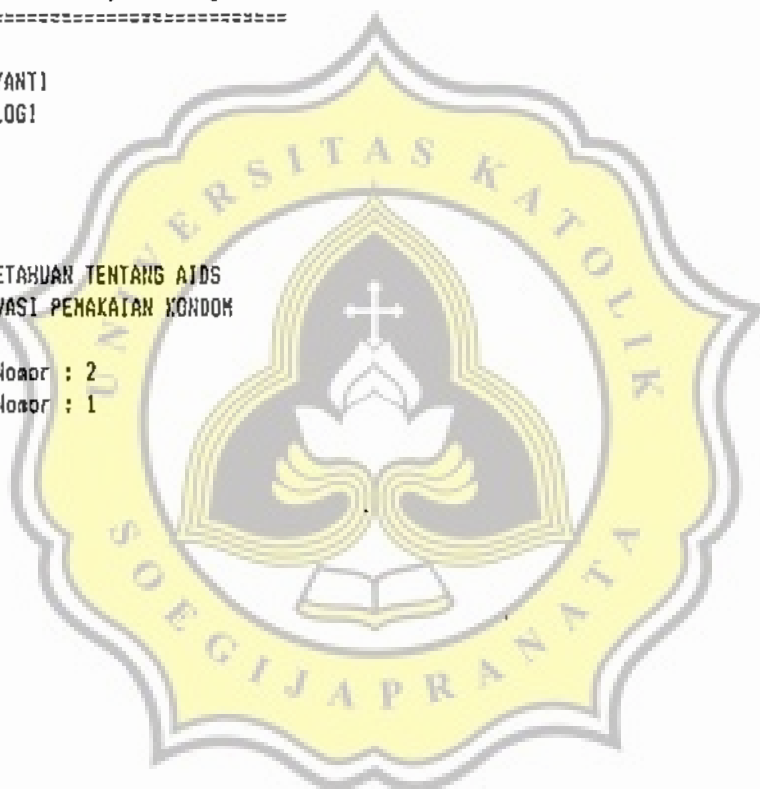 ============================
YANTI
LOGI
ETAHUAN TENTANG AIDS
VASI PEMAKAIAN KONDOM
Nomor : 2
Nomor : 1
UNIVERSITAS KATOLIK
SOEGIJAPRANATA